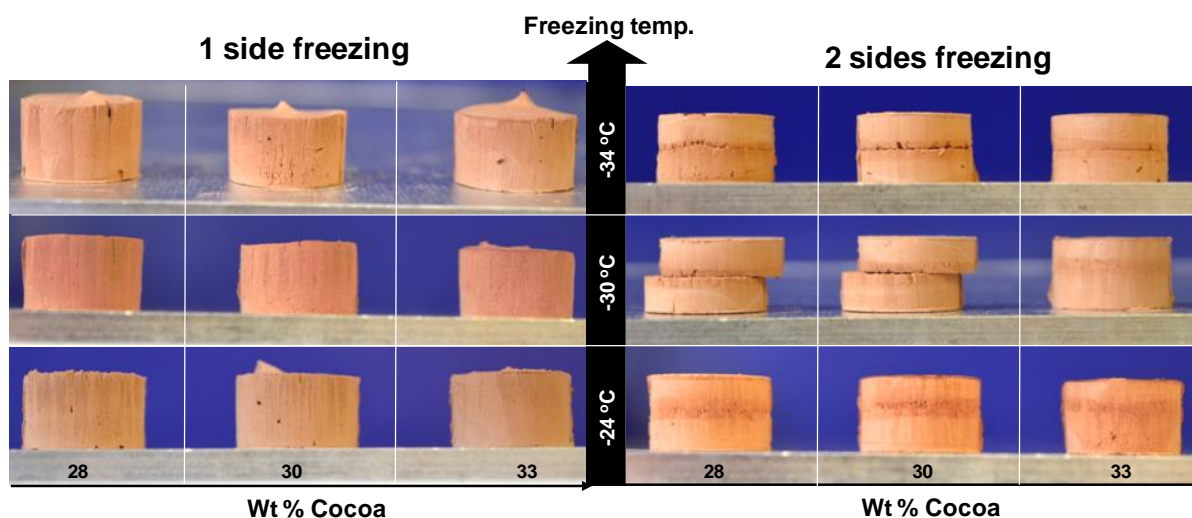 Freezing temp.
1 side freezing
2 sides freezing
-34 °C
-30 °C
-24 °C
28
30
33
28
30
33
Wt % Cocoa
Wt % Cocoa